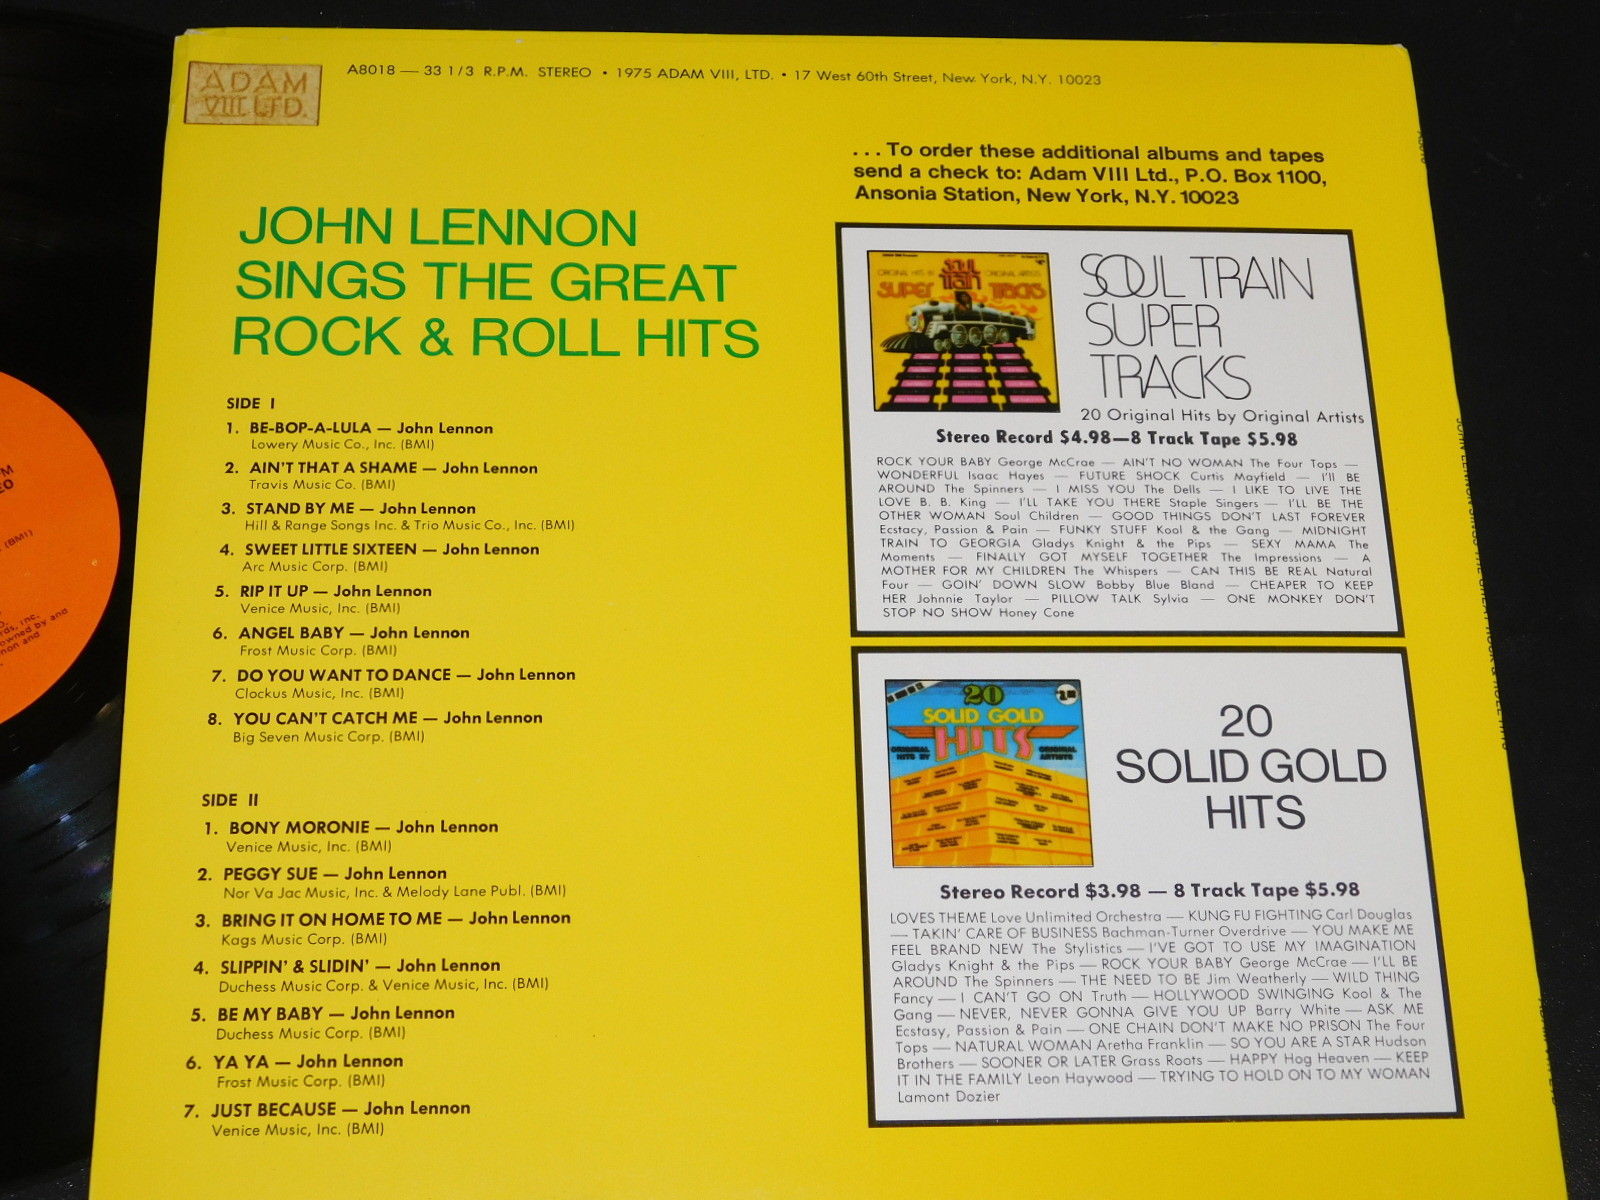 ADAM
VIII LTD.
A8018 — 33 1/3 R.P.M. STEREO • 1975 ADAM VIII, LTD. • 17 West 60th Street, New York, N.Y. 10023
JOHN LENNON
SINGS THE GREAT
ROCK & ROLL HITS
SIDE I
1. BE-BOP-A-LULA — John Lennon
Lowery Music Co., Inc. (BMI)
2. AIN'T THAT A SHAME — John Lennon
Travis Music Co. (BMI)
3. STAND BY ME — John Lennon
Hill & Range Songs Inc. & Trio Music Co., Inc. (BMI)
4. SWEET LITTLE SIXTEEN — John Lennon
Arc Music Corp. (BMI)
5. RIP IT UP — John Lennon
Venice Music, Inc. (BMI)
6. ANGEL BABY — John Lennon
Frost Music Corp. (BMI)
7. DO YOU WANT TO DANCE — John Lennon
Clockus Music, Inc. (BMI)
8. YOU CAN'T CATCH ME — John Lennon
Big Seven Music Corp. (BMI)
SIDE II
1. BONY MORONIE — John Lennon
Venice Music, Inc. (BMI)
2. PEGGY SUE — John Lennon
Nor Va Jac Music, Inc. & Melody Lane Publ. (BMI)
3. BRING IT ON HOME TO ME — John Lennon
Kags Music Corp. (BMI)
4. SLIPPIN' & SLIDIN' — John Lennon
Duchess Music Corp. & Venice Music, Inc. (BMI)
5. BE MY BABY — John Lennon
Duchess Music Corp. (BMI)
6. YA YA — John Lennon
Frost Music Corp. (BMI)
7. JUST BECAUSE — John Lennon
Venice Music, Inc. (BMI)
...To order these additional albums and tapes
send a check to: Adam VIII Ltd., P.O. Box 1100,
Ansonia Station, New York, N.Y. 10023
ORIGINAL HITS BY SOUL TRAIN ORIGINAL ARTISTS
SUPER TRACKS
SOUL TRAIN
SUPER
TRACKS
20 Original Hits by Original Artists
Stereo Record $4.98—8 Track Tape $5.98
ROCK YOUR BABY George McCrae — AIN'T NO WOMAN The Four Tops —
WONDERFUL Isaac Hayes — FUTURE SHOCK Curtis Mayfield — I'll BE
AROUND The Spinners — I MISS YOU The Dells — I LIKE TO LIVE THE
LOVE B. B. King — I'LL TAKE YOU THERE Staple Singers — I'LL BE THE
OTHER WOMAN Soul Children — GOOD THINGS DON'T LAST FOREVER
Ecstacy, Passion & Pain — FUNKY STUFF Kool & the Gang — MIDNIGHT
TRAIN TO GEORGIA Gladys Knight & the Pips — SEXY MAMA The
Moments — FINALLY GOT MYSELF TOGETHER The Impressions — A
MOTHER FOR MY CHILDREN The Whispers — CAN THIS BE REAL Natural
Four — GOIN' DOWN SLOW Bobby Blue Bland — CHEAPER TO KEEP
HER Johnnie Taylor — PILLOW TALK Sylvia — ONE MONKEY DON'T
STOP NO SHOW Honey Cone
20
SOLID GOLD
HITS
ORIGINAL HITS BY
ORIGINAL ARTISTS
20
SOLID GOLD
HITS
Stereo Record $3.98 — 8 Track Tape $5.98
LOVES THEME Love Unlimited Orchestra — KUNG FU FIGHTING Carl Douglas
— TAKIN' CARE OF BUSINESS Bachman-Turner Overdrive — YOU MAKE ME
FEEL BRAND NEW The Stylistics — I'VE GOT TO USE MY IMAGINATION
Gladys Knight & the Pips — ROCK YOUR BABY George McCrae — I'LL BE
AROUND The Spinners — THE NEED TO BE Jim Weatherly — WILD THING
Fancy — I CAN'T GO ON Truth — HOLLYWOOD SWINGING Kool & The
Gang — NEVER, NEVER GONNA GIVE YOU UP Barry White — ASK ME
Ecstasy, Passion & Pain — ONE CHAIN DON'T MAKE NO PRISON The Four
Tops — NATURAL WOMAN Aretha Franklin — SO YOU ARE A STAR Hudson
Brothers — SOONER OR LATER Grass Roots — HAPPY Hog Heaven — KEEP
IT IN THE FAMILY Leon Haywood — TRYING TO HOLD ON TO MY WOMAN
Lamont Dozier
(BMI)
owned by and